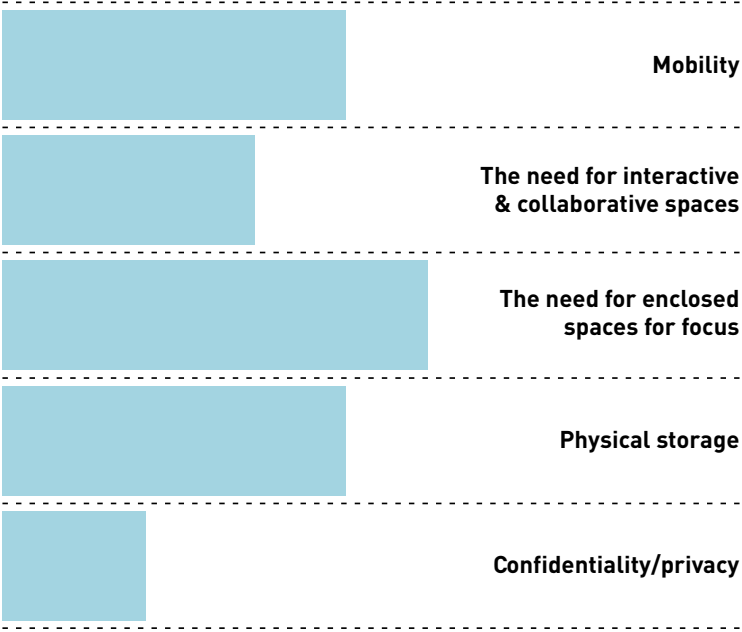 Mobility
The need for interactive
& collaborative spaces
The need for enclosed
spaces for focus
Physical storage
Confidentiality/privacy